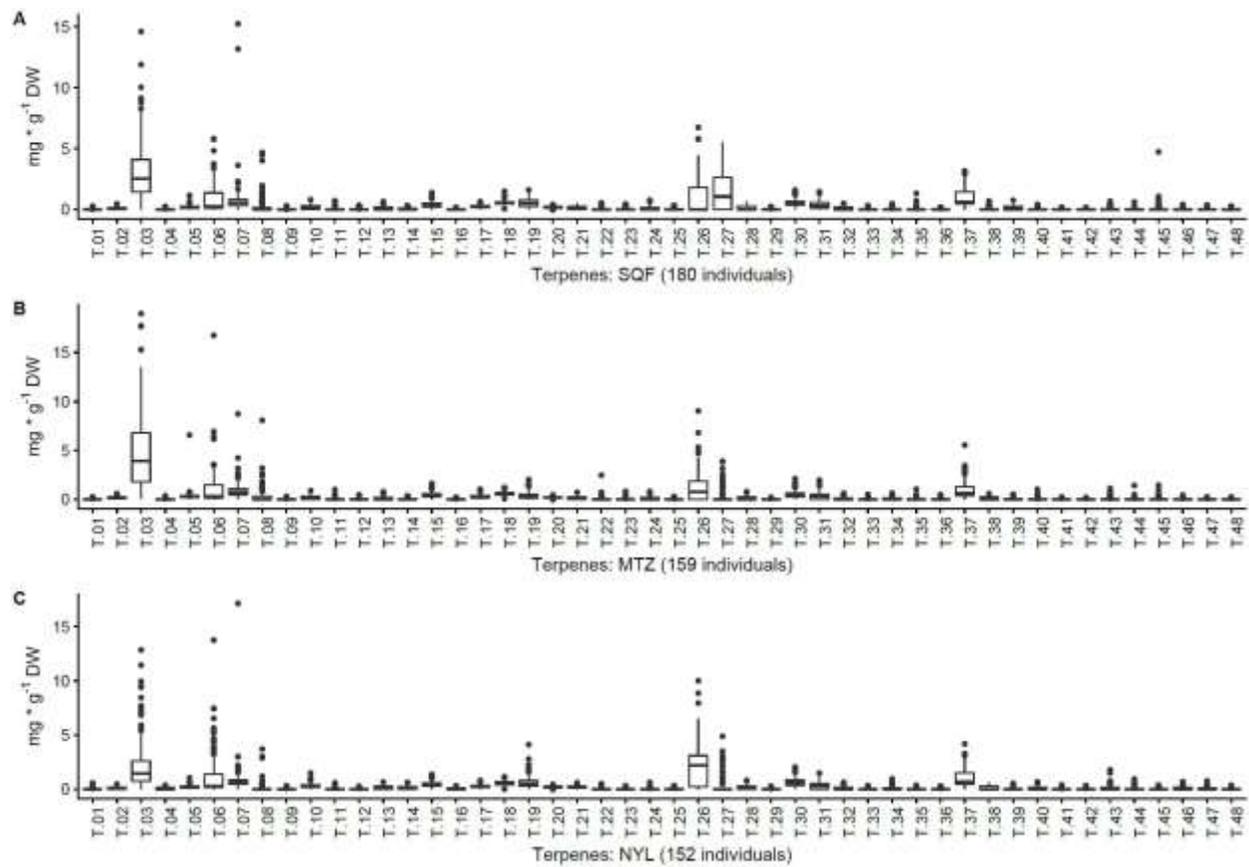 A
15
10
5
0
mg * g⁻¹ DW
T.01 T.02 T.03 T.04 T.05 T.06 T.07 T.08 T.09 T.10 T.11 T.12 T.13 T.14 T.15 T.16 T.17 T.18 T.19 T.20 T.21 T.22 T.23 T.24 T.25 T.26 T.27 T.28 T.29 T.30 T.31 T.32 T.33 T.34 T.35 T.36 T.37 T.38 T.39 T.40 T.41 T.42 T.43 T.44 T.45 T.46 T.47 T.48
Terpenes: SQF (180 individuals)
B
15
10
5
0
mg * g⁻¹ DW
T.01 T.02 T.03 T.04 T.05 T.06 T.07 T.08 T.09 T.10 T.11 T.12 T.13 T.14 T.15 T.16 T.17 T.18 T.19 T.20 T.21 T.22 T.23 T.24 T.25 T.26 T.27 T.28 T.29 T.30 T.31 T.32 T.33 T.34 T.35 T.36 T.37 T.38 T.39 T.40 T.41 T.42 T.43 T.44 T.45 T.46 T.47 T.48
Terpenes: MTZ (159 individuals)
C
15
10
5
0
mg * g⁻¹ DW
T.01 T.02 T.03 T.04 T.05 T.06 T.07 T.08 T.09 T.10 T.11 T.12 T.13 T.14 T.15 T.16 T.17 T.18 T.19 T.20 T.21 T.22 T.23 T.24 T.25 T.26 T.27 T.28 T.29 T.30 T.31 T.32 T.33 T.34 T.35 T.36 T.37 T.38 T.39 T.40 T.41 T.42 T.43 T.44 T.45 T.46 T.47 T.48
Terpenes: NYL (152 individuals)